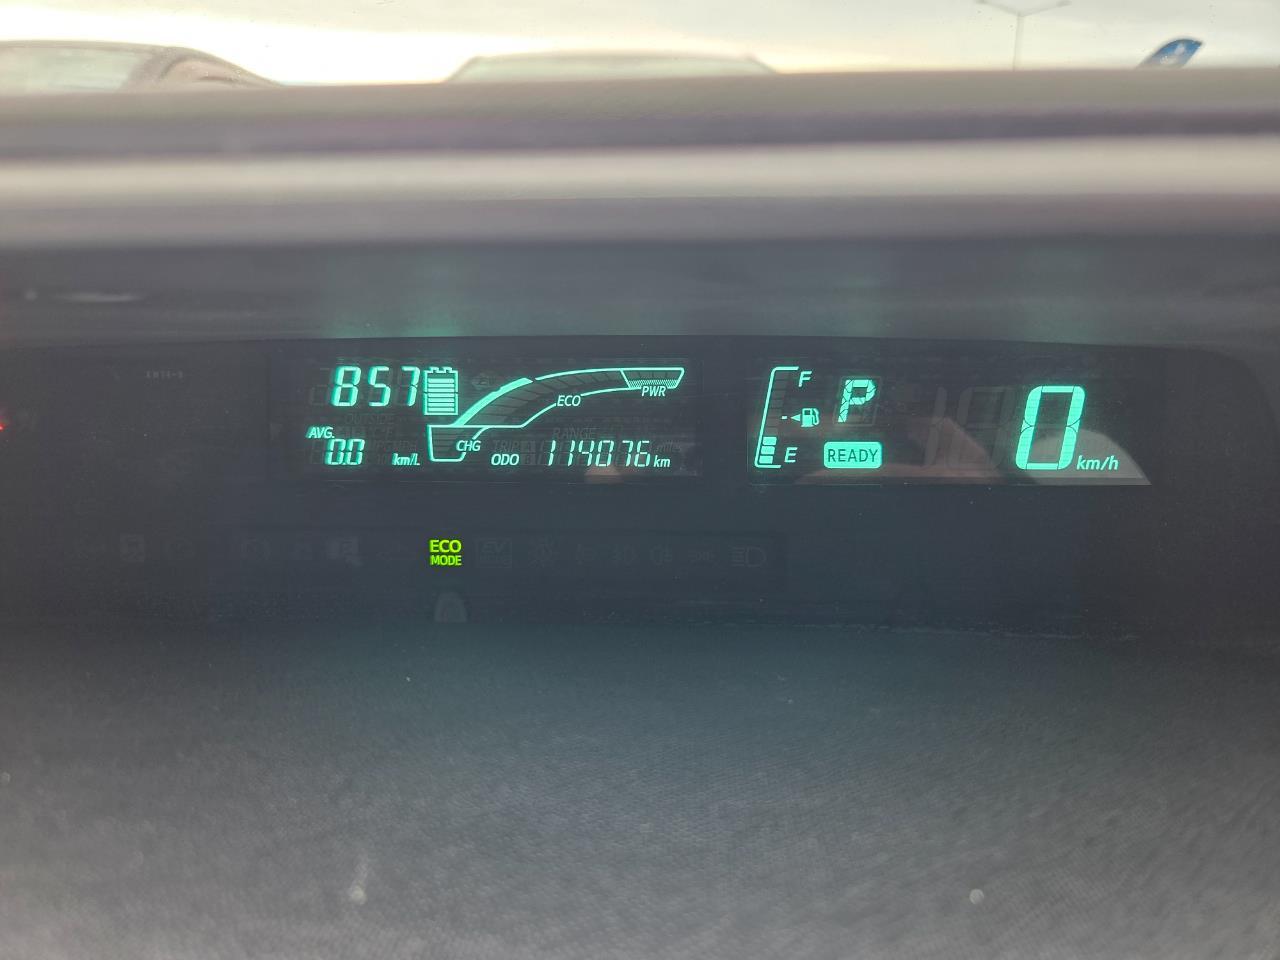 857
F
P
ECO
PWR
AVG.
0.0 km/L
CHG
ODO 114076 km
E
READY
0 km/h
ECO
MODE